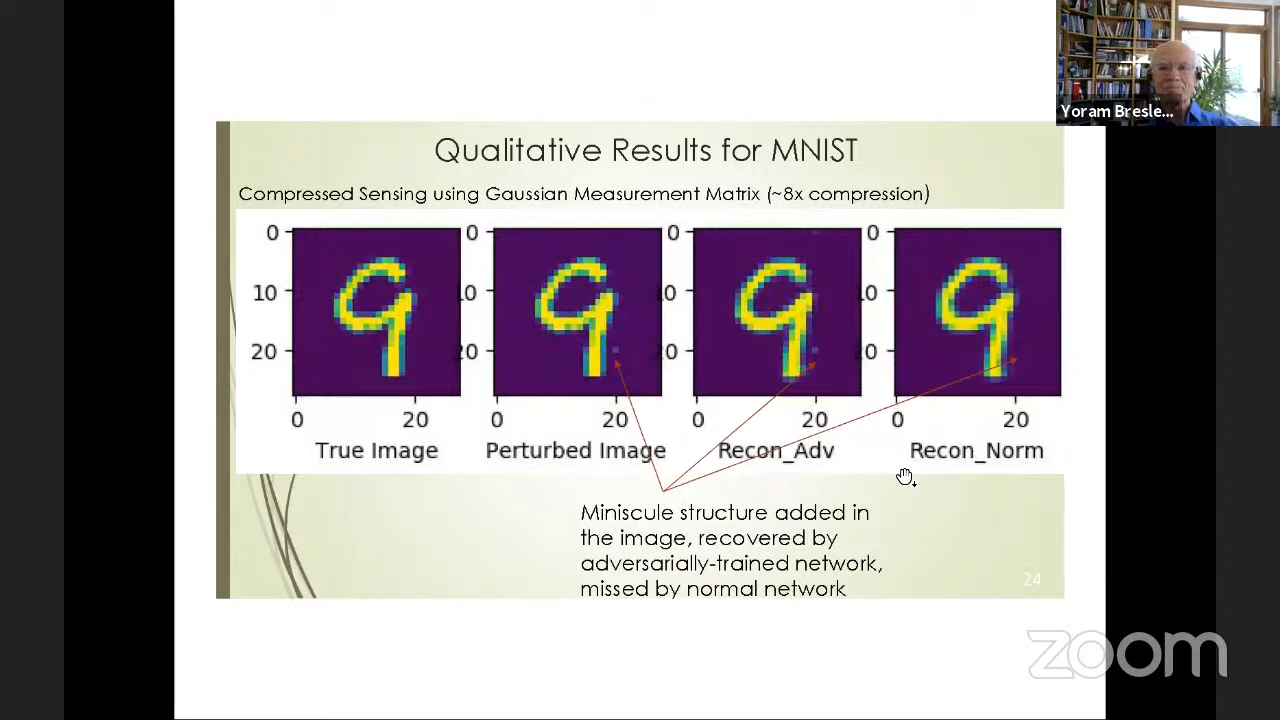 Yoram Bresle...
Qualitative Results for MNIST
Compressed Sensing using Gaussian Measurement Matrix (~8x compression)
0 0 0 0
10 10 10 10
20 20 20 20
0 20 0 20 0 20 0 20
True Image Perturbed Image Recon_Adv Recon_Norm
Miniscule structure added in
the image, recovered by
adversarially-trained network,
missed by normal network
24
zoom